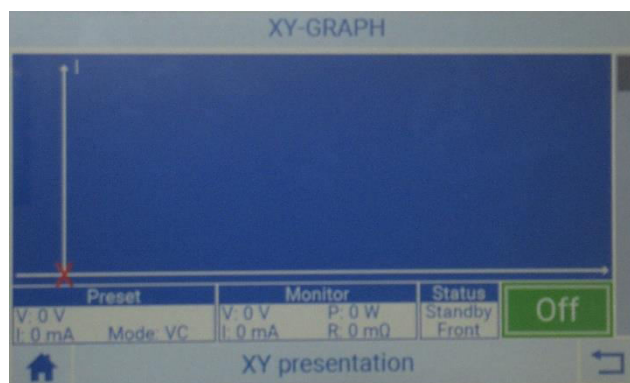 XY-GRAPH
I
Preset
V: 0 V
I: 0 mA Mode: VC
Monitor
V: 0 V P: 0 W
I: 0 mA R: 0 mΩ
Status
Standby
Front
Off
XY presentation